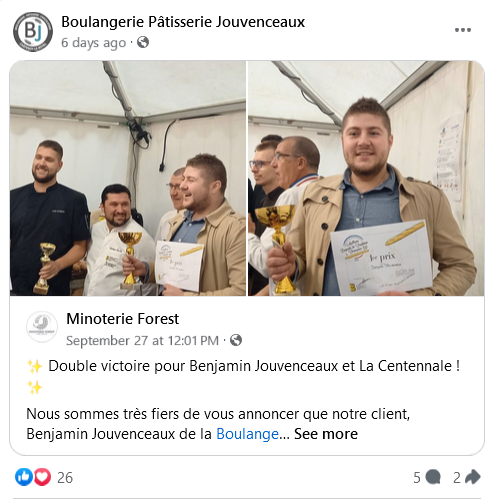 Boulangerie Pâtisserie Jouvenceaux
6 days ago ·
BJ
1er prix
Minoterie Forest
September 27 at 12:01 PM ·
✨ Double victoire pour Benjamin Jouvenceaux et La Centennale !
✨
Nous sommes très fiers de vous annoncer que notre client,
Benjamin Jouvenceaux de la Boulange... See more
26
5
2